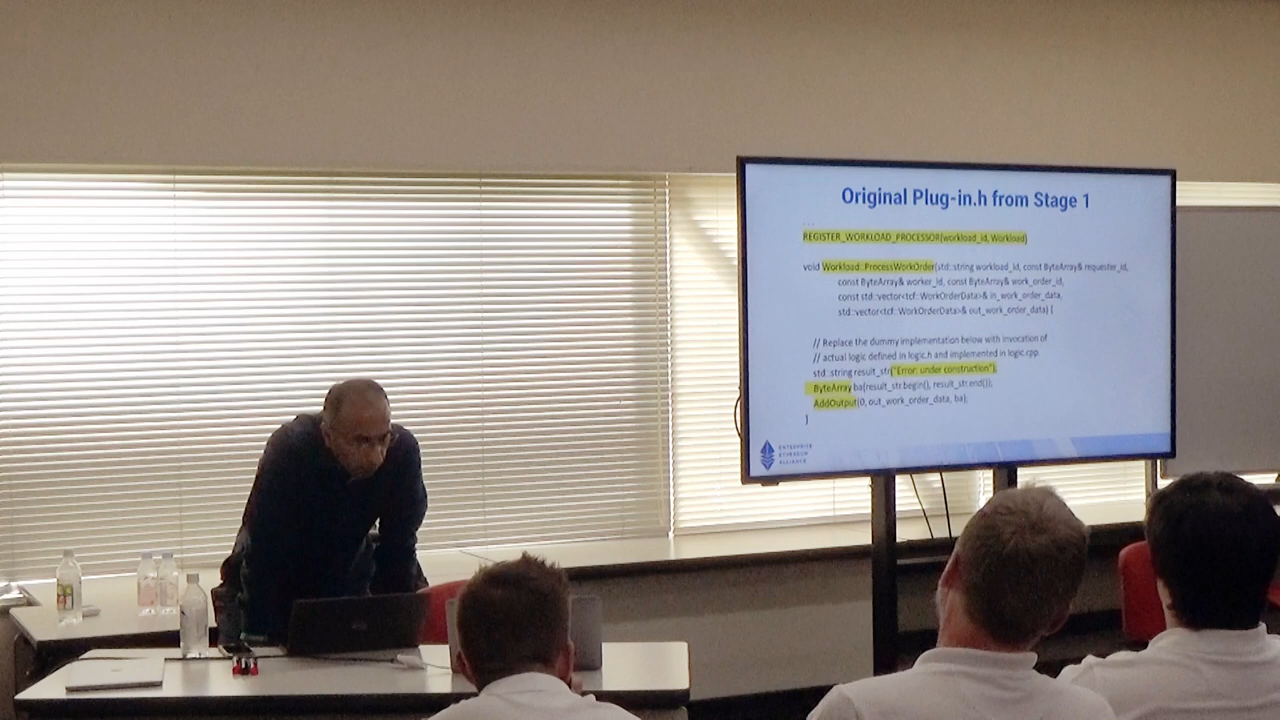 Original Plug-in.h from Stage 1
. . .
REGISTER_WORKLOAD_PROCESSOR(workload_id, Workload)
void Workload::ProcessWorkOrder(std::string workload_id, const ByteArray& requester_id,
const ByteArray& worker_id, const ByteArray& work_order_id,
const std::vector<tcf::WorkOrderData>& in_work_order_data,
std::vector<tcf::WorkOrderData>& out_work_order_data) {
// Replace the dummy implementation below with invocation of
// actual logic defined in logic.h and implemented in logic.cpp.
std::string result_str("Error: under construction");
ByteArray ba(result_str.begin(), result_str.end());
AddOutput(0, out_work_order_data, ba);
}
ENTERPRISE
ETHEREUM
ALLIANCE